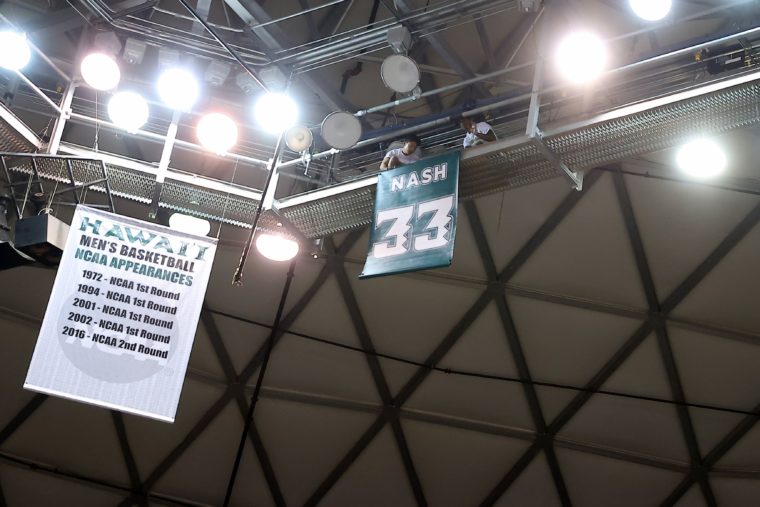 HAWAI'I
MEN'S BASKETBALL
NCAA APPEARANCES
1972 - NCAA 1st Round
1994 - NCAA 1st Round
2001 - NCAA 1st Round
2002 - NCAA 1st Round
2016 - NCAA 2nd Round
NASH
33